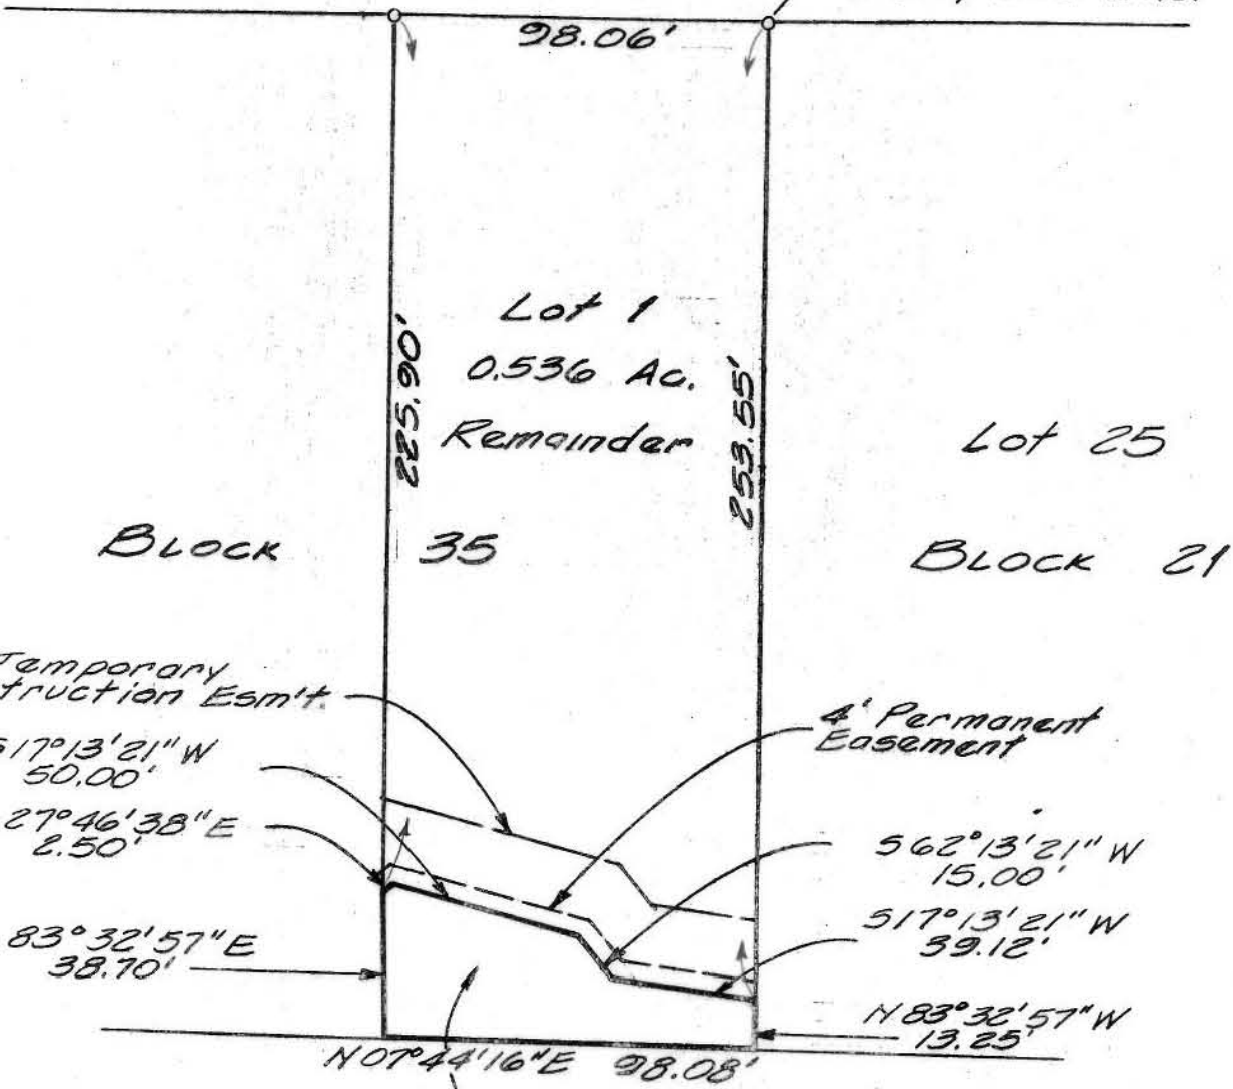 98.06'
Lot 1
0.536 Ac.
Remainder
225.90'
253.55'
Lot 25
BLOCK 35
BLOCK 21
Temporary
truction Esm't.
S17°13'21"W
50.00'
27°46'38"E
2.50'
4' Permanent
Easement
S62°13'21"W
15.00'
S17°13'21"W
39.12'
83°32'57"E
38.70'
N83°32'57"W
13.25'
N07°44'16"E 98.08'